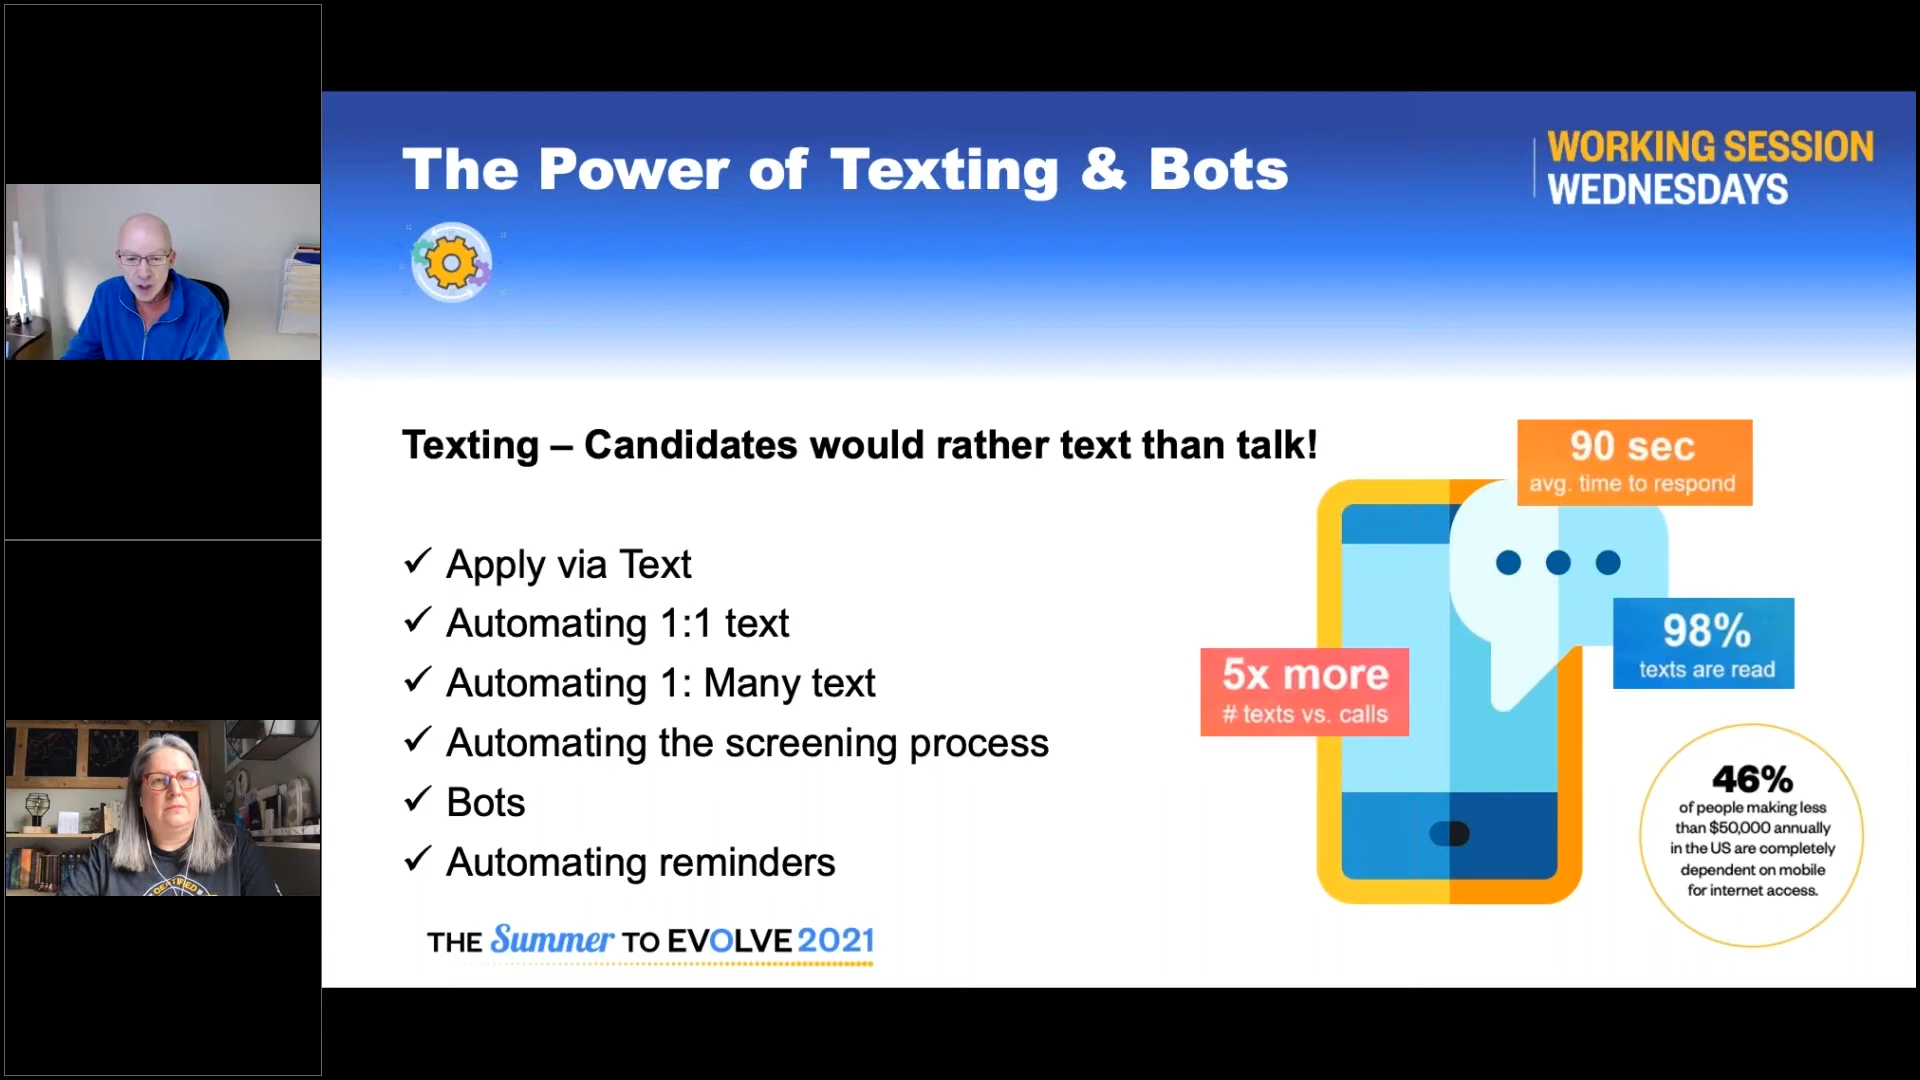 The Power of Texting & Bots
WORKING SESSION
WEDNESDAYS
Texting – Candidates would rather text than talk!
✓ Apply via Text
✓ Automating 1:1 text
✓ Automating 1: Many text
✓ Automating the screening process
✓ Bots
✓ Automating reminders
90 sec
avg. time to respond
98%
texts are read
5x more
# texts vs. calls
46%
of people making less
than $50,000 annually
in the US are completely
dependent on mobile
for internet access.
THE Summer TO EVOLVE 2021